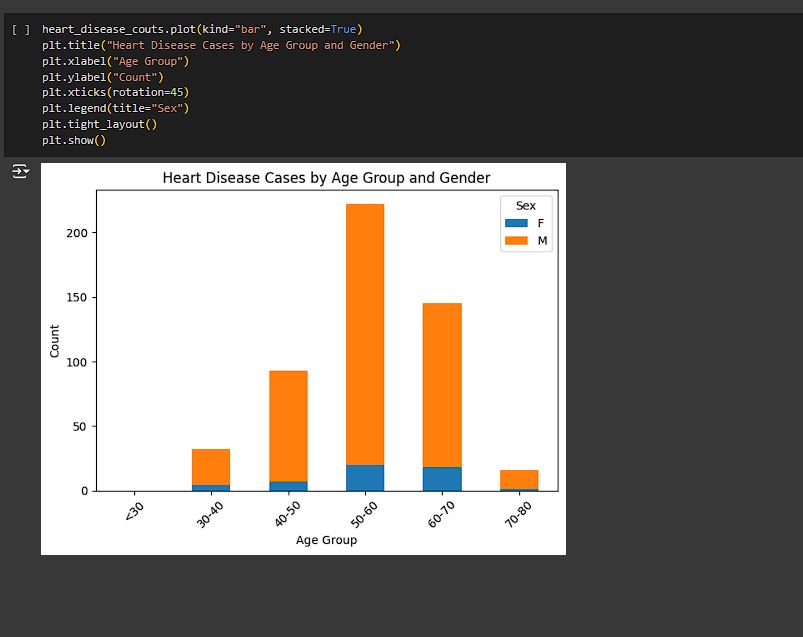 [ ] heart_disease_couts.plot(kind="bar", stacked=True)
plt.title("Heart Disease Cases by Age Group and Gender")
plt.xlabel("Age Group")
plt.ylabel("Count")
plt.xticks(rotation=45)
plt.legend(title="Sex")
plt.tight_layout()
plt.show()
Heart Disease Cases by Age Group and Gender
Sex
F
M
200
150
100
50
0
Count
<30
30-40
40-50
50-60
60-70
70-80
Age Group